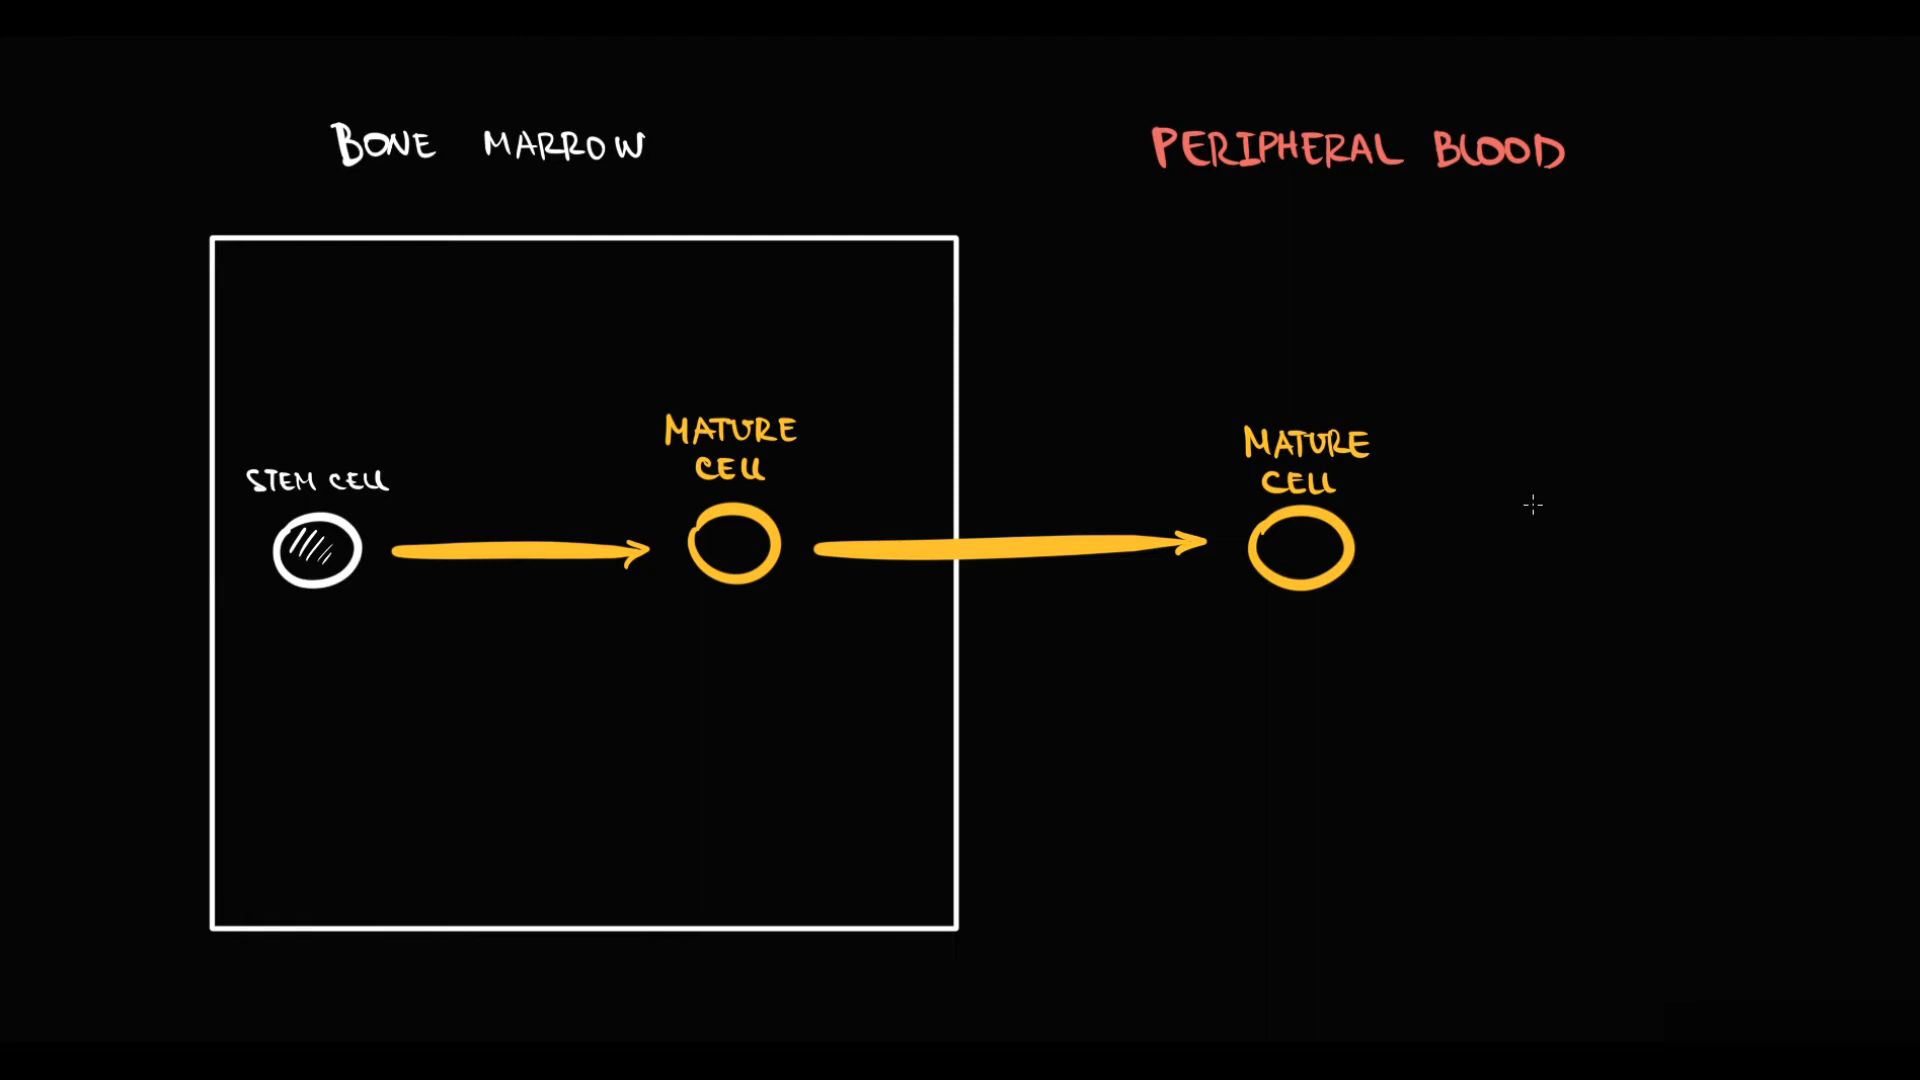 BONE MARROW
PERIPHERAL BLOOD
MATURE
CELL
STEM CELL
MATURE
CELL